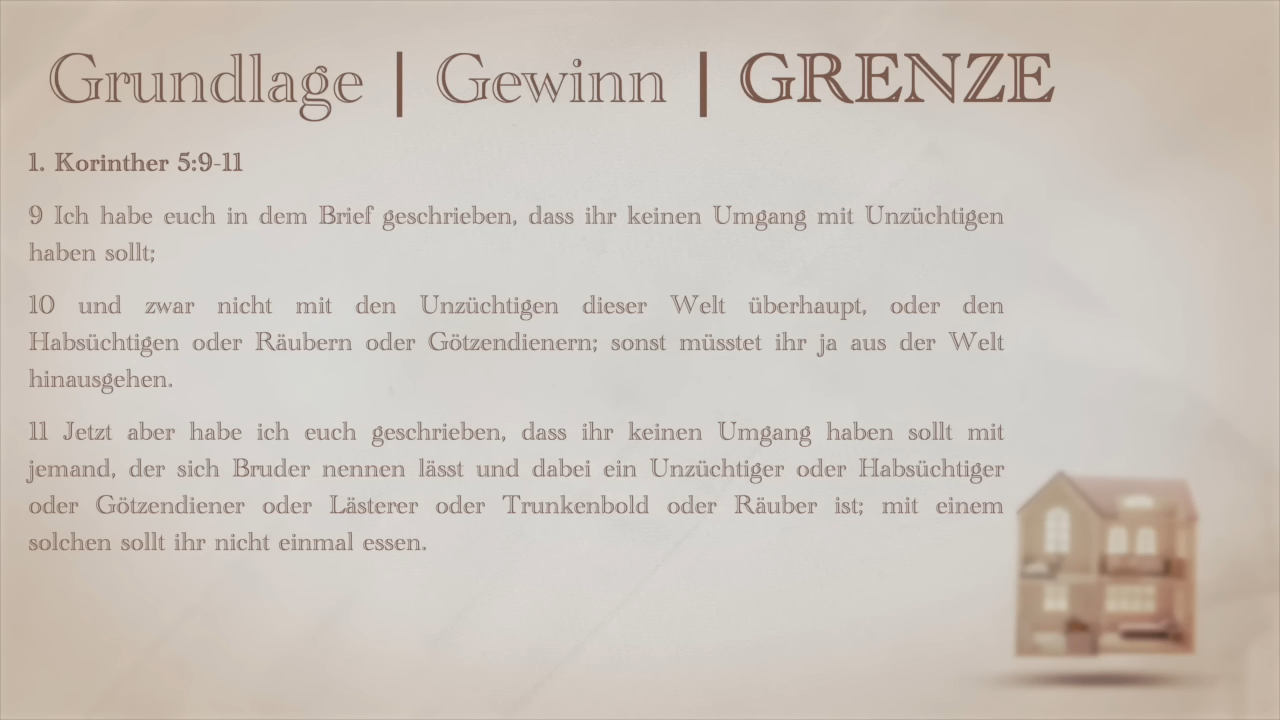 Grundlage | Gewinn | GRENZE
1. Korinther 5:9-11
9 Ich habe euch in dem Brief geschrieben, dass ihr keinen Umgang mit Unzüchtigen
haben sollt;
10 und zwar nicht mit den Unzüchtigen dieser Welt überhaupt, oder den
Habsüchtigen oder Räubern oder Götzendienern; sonst müsstet ihr ja aus der Welt
hinausgehen.
11 Jetzt aber habe ich euch geschrieben, dass ihr keinen Umgang haben sollt mit
jemand, der sich Bruder nennen lässt und dabei ein Unzüchtiger oder Habsüchtiger
oder Götzendiener oder Lästerer oder Trunkenbold oder Räuber ist; mit einem
solchen sollt ihr nicht einmal essen.